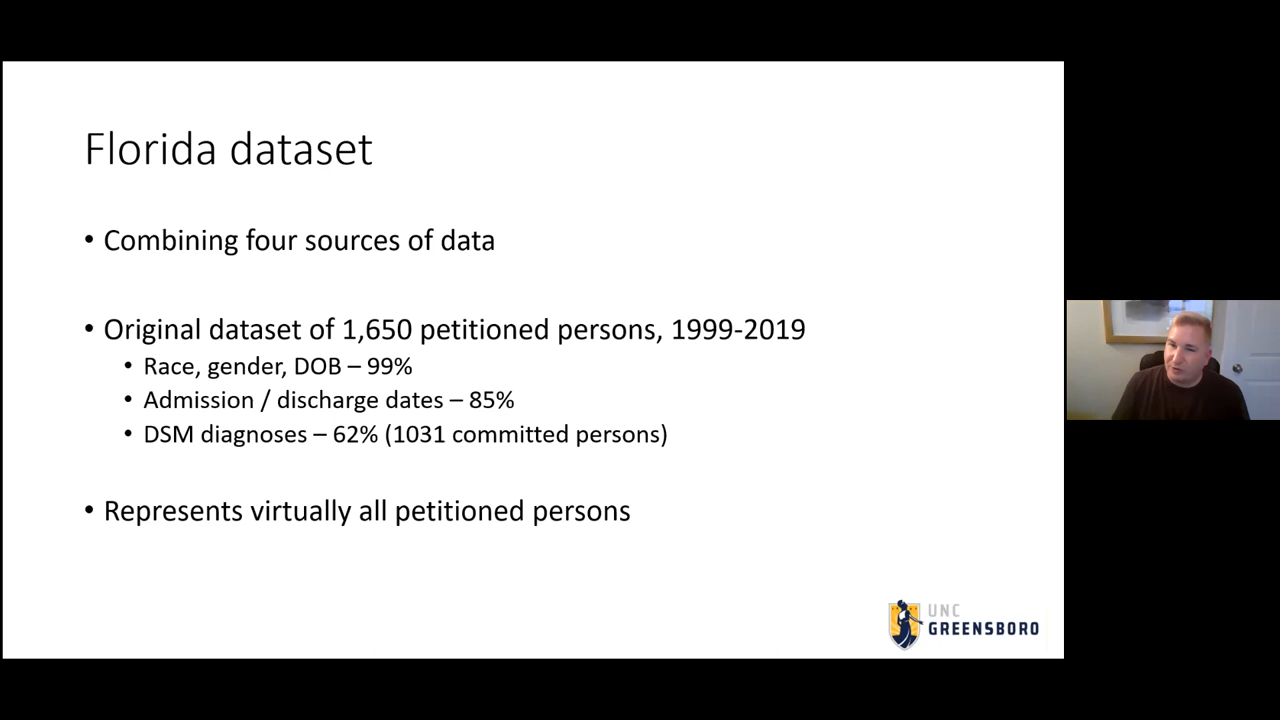 Florida dataset
• Combining four sources of data
• Original dataset of 1,650 petitioned persons, 1999-2019
• Race, gender, DOB – 99%
• Admission / discharge dates – 85%
• DSM diagnoses – 62% (1031 committed persons)
• Represents virtually all petitioned persons
UNC
GREENSBORO